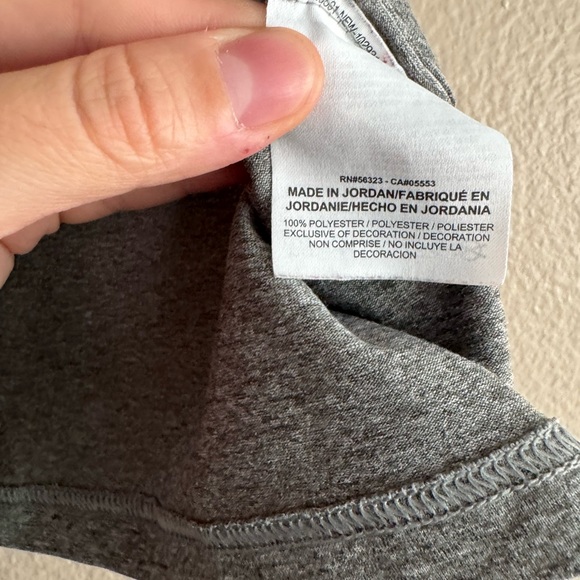 RN#56323 - CA#05553
MADE IN JORDAN/FABRIQUÉ EN
JORDANIE/HECHO EN JORDANIA
100% POLYESTER / POLYESTER / POLIESTER
EXCLUSIVE OF DECORATION / DECORATION
NON COMPRISE / NO INCLUYE LA
DECORACION